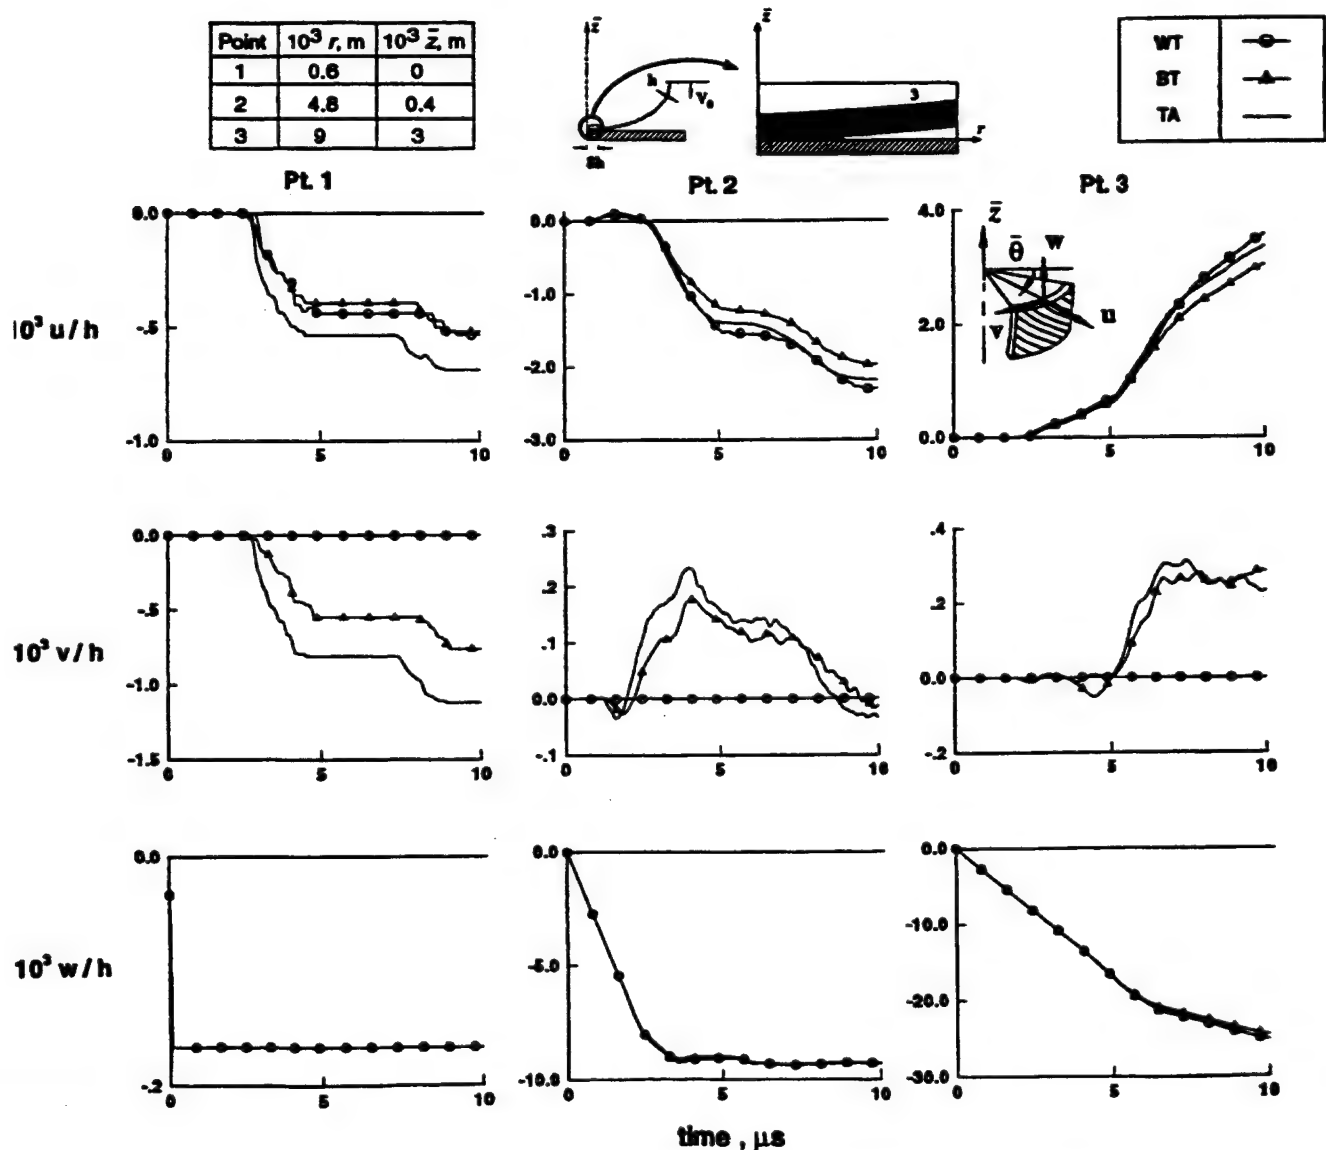 Point 10³ r, m 10³ z̄, m
1 0.6 0
2 4.8 0.4
3 9 3
z̄
h
V₀
z̄
3
r
WT
BT
TA
Pt. 1
Pt. 2
Pt. 3
10³ u/h
0.0
-.5
-1.0
0 5 10
0.0
-1.0
-2.0
-3.0
0 5 10
4.0
2.0
0.0
0 5 10
z̄
θ̄
w
u
v
10³ v/h
0.0
-.5
-1.0
-1.5
0 5 10
.3
.2
.1
0.0
-.1
0 5 10
.4
.2
0.0
-.2
0 5 10
10³ w/h
0.0
-.2
0 5 10
0.0
-5.0
-10.0
0 5 10
0.0
-10.0
-20.0
-30.0
0 5 10
time , μs